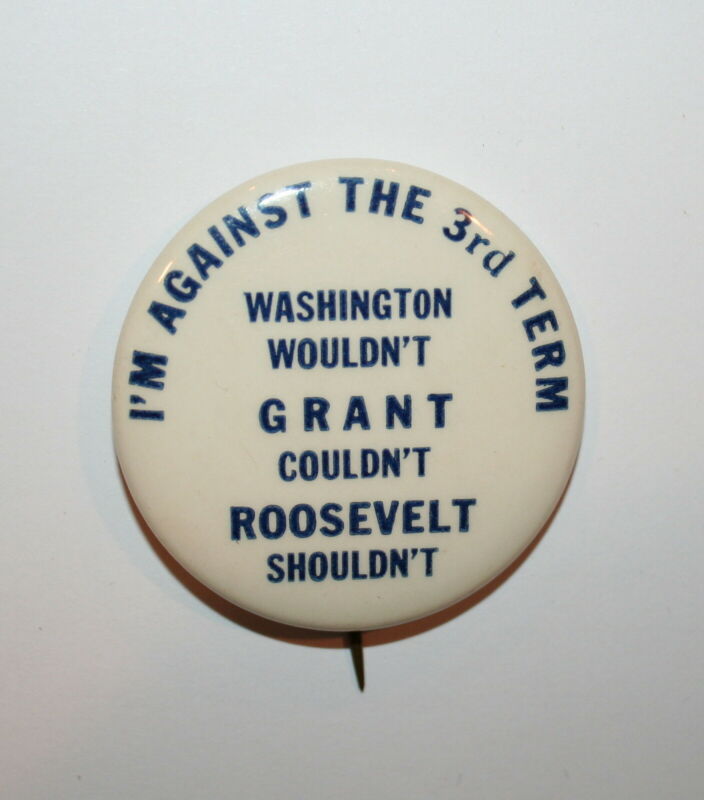 I'M AGAINST THE 3rd TERM
WASHINGTON
WOULDN'T
GRANT
COULDN'T
ROOSEVELT
SHOULDN'T